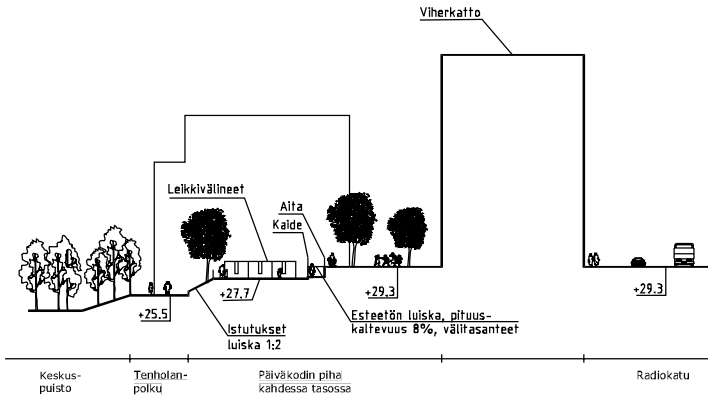 Viherkatto
Leikkivälineet
Aita
Kaide
+27.7
+29,3
+29.3
+25.5
Esteetön luiska, pituus-
kaltevuus 8%, välitasanteet
Istutukset
luiska 1:2
Keskus-
puisto
Tenholan-
polku
Päiväkodin piha
kahdessa tasossa
Radiokatu